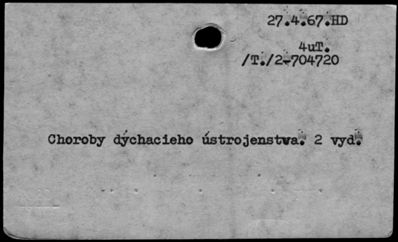 27.4.67.HD
4uT.
/T./2-704720
Choroby dýchacieho ústrojenstva. 2 vyd.